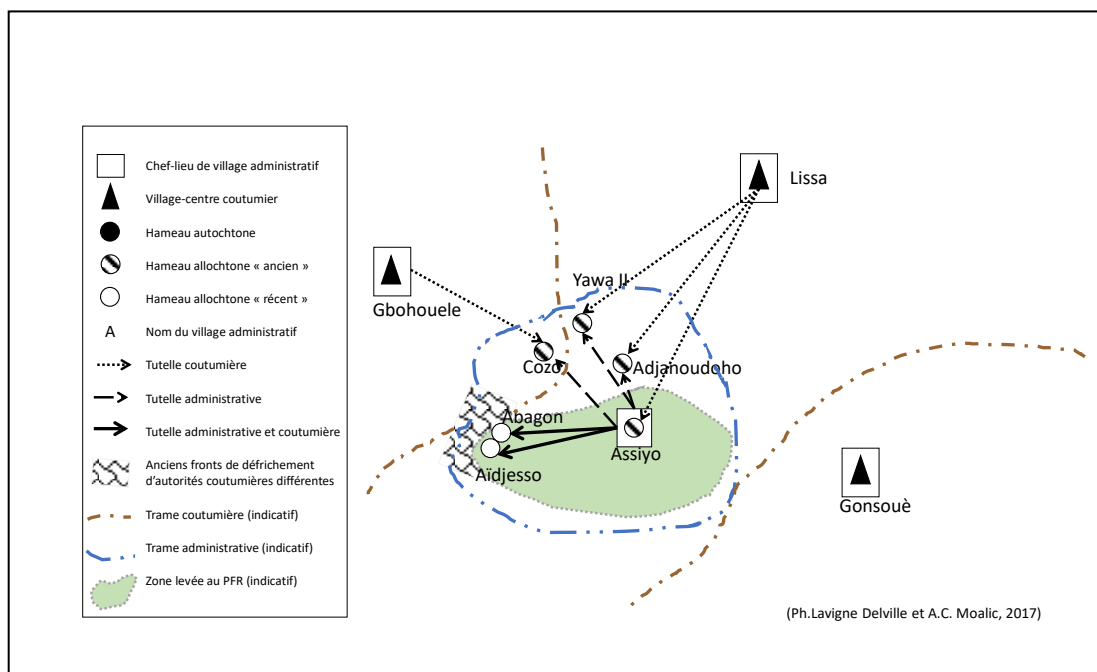 Chef-lieu de village administratif
Village-centre coutumier
Hameau autochtone
Hameau allochtone « ancien »
Hameau allochtone « récent »
A Nom du village administratif
Tutelle coutumière
Tutelle administrative
Tutelle administrative et coutumière
Anciens fronts de défrichement
d'autorités coutumières différentes
Trame coutumière (indicatif)
Trame administrative (indicatif)
Zone levée au PFR (indicatif)
Lissa
Gbohouele
Yawa II
Cozo
Adjanoudoho
Abagon
Assiyo
Aïdjesso
Gonsouè
(Ph.Lavigne Delville et A.C. Moalic, 2017)